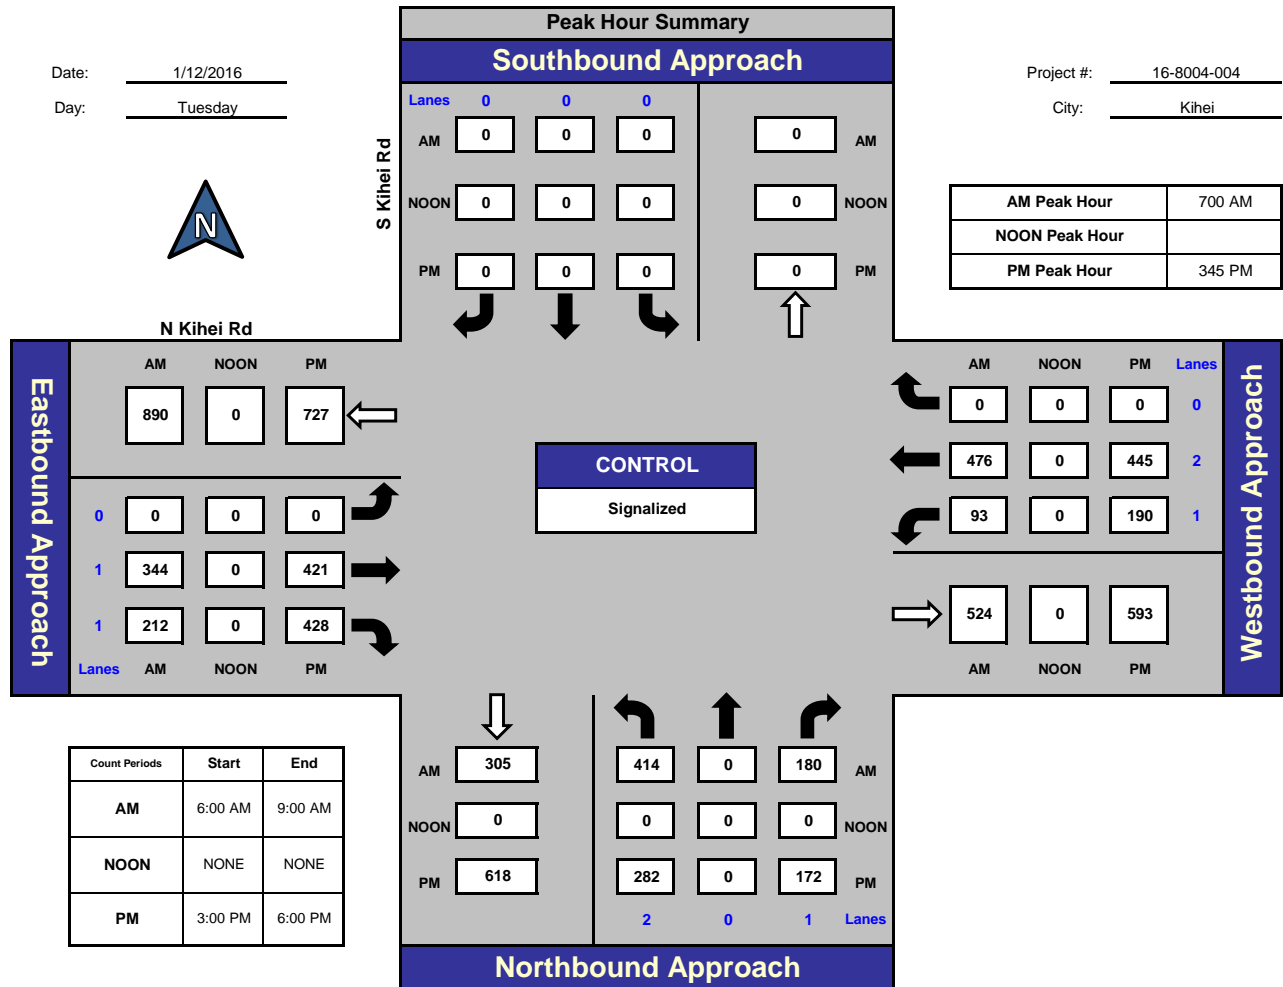 Peak Hour Summary
Southbound Approach
Date: 1/12/2016
Day: Tuesday
Project #: 16-8004-004
City: Kihei
N
S Kihei Rd
Lanes 0 0 0
AM 0 0 0 0 AM
NOON 0 0 0 0 NOON
PM 0 0 0 0 PM
AM Peak Hour 700 AM
NOON Peak Hour
PM Peak Hour 345 PM
N Kihei Rd
Eastbound Approach
AM NOON PM
890 0 727
0 0 0 0
1 344 0 421
1 212 0 428
Lanes AM NOON PM
CONTROL
Signalized
AM NOON PM Lanes
0 0 0 0
476 0 445 2
93 0 190 1
524 0 593
AM NOON PM
Westbound Approach
Count Periods Start End
AM 6:00 AM 9:00 AM
NOON NONE NONE
PM 3:00 PM 6:00 PM
AM 305 414 0 180 AM
NOON 0 0 0 0 NOON
PM 618 282 0 172 PM
2 0 1 Lanes
Northbound Approach